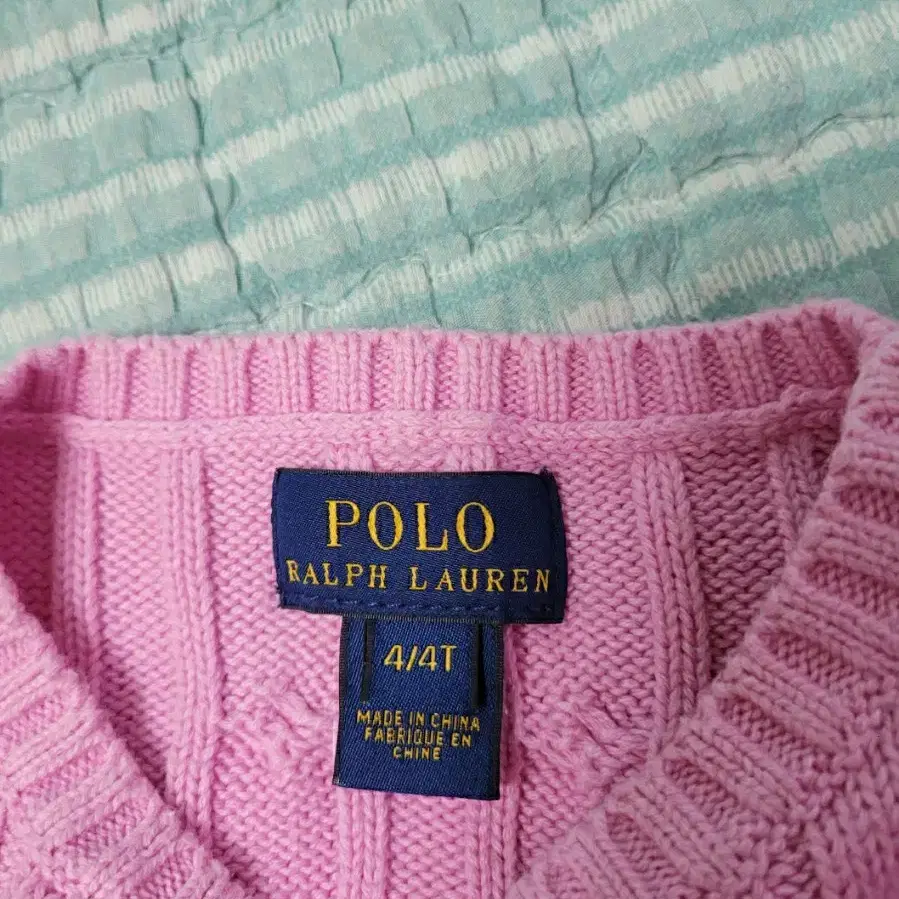 POLO
RALPH LAUREN
4/4T
MADE IN CHINA
FABRIQUE EN
CHINE